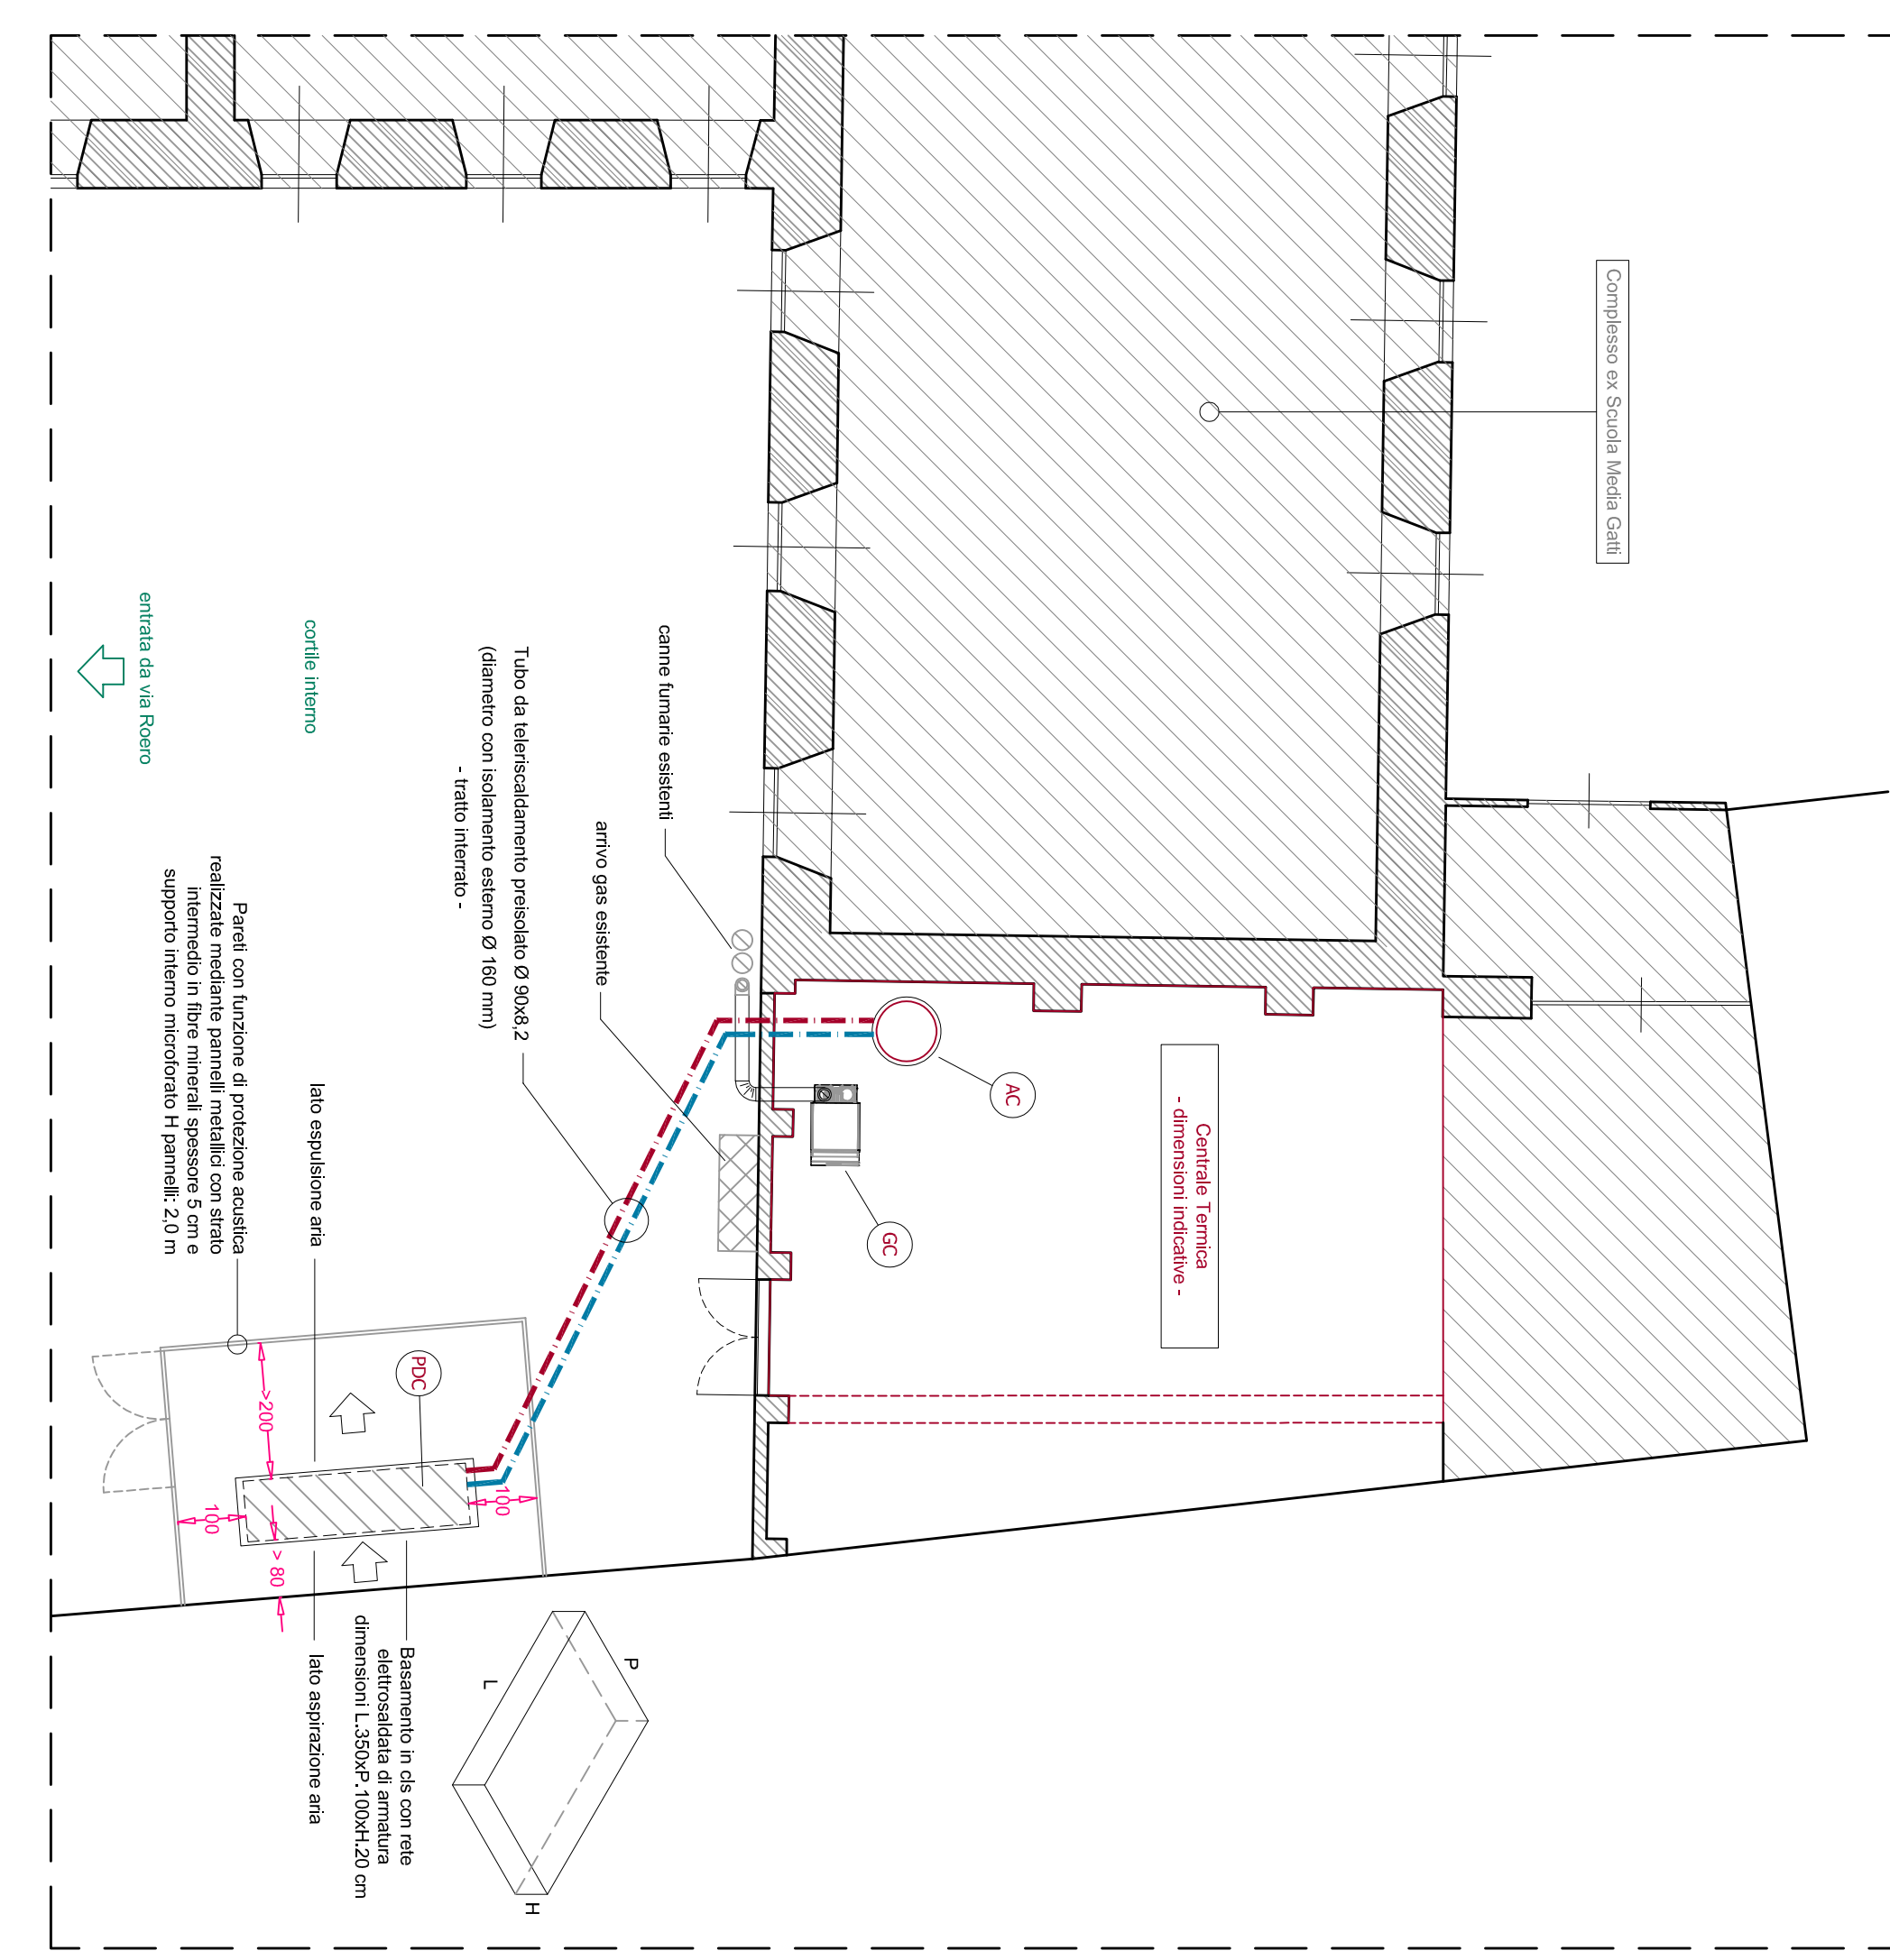 Complesso ex Scuola Media Gatti
entrata da via Roero
cortile interno
canne fumarie esistenti
arrivo gas esistente
Tubo da teleriscaldamento preisolato Ø 90x8,2
(diametro con isolamento esterno Ø 160 mm)
- tratto interrato -
AC
GC
Centrale Termica
- dimensioni indicative -
Pareti con funzione di protezione acustica
realizzate mediante pannelli metallici con strato
intermedio in fibre minerali spessore 5 cm e
supporto interno microforato H pannelli: 2,0 m
lato espulsione aria
PDC
>200
100
100
> 80
lato aspirazione aria
Basamento in cls con rete
elettrosaldata di armatura
dimensioni L.350xP.100xH.20 cm
P
L
H